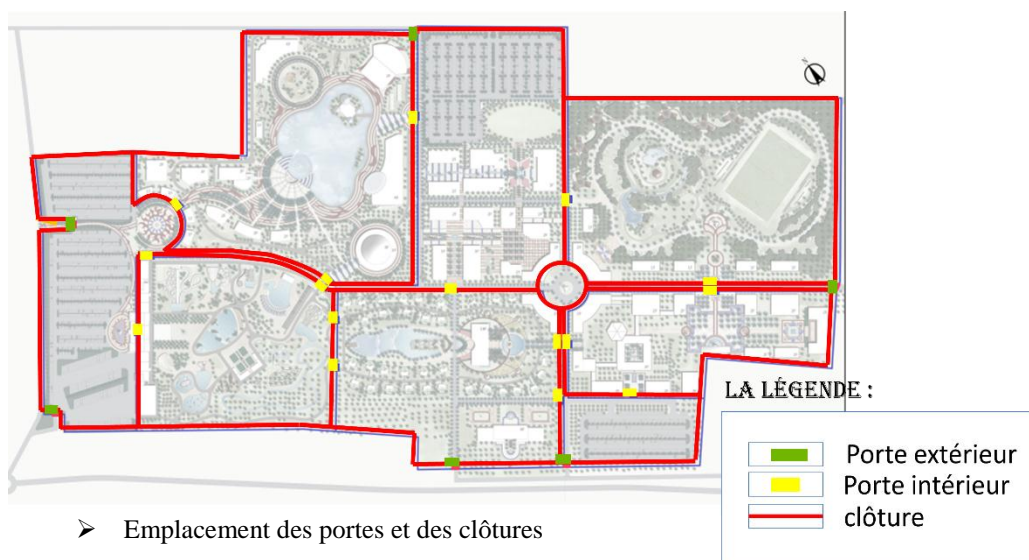 LA LÉGENDE :
Porte extérieur
Porte intérieur
clôture
➢ Emplacement des portes et des clôtures